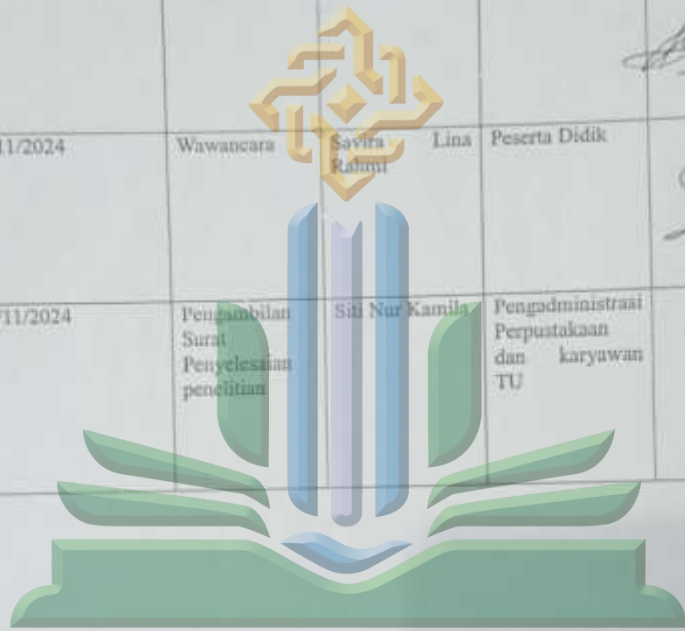 11/2024
Wawancara
Savira Lina
Rahmi
Peserta Didik
/11/2024
Pengambilan
Surat
Penyelesaian
penelitian
Siti Nur Kamila
Pengadministrasi
Perpustakaan
dan karyawan
TU